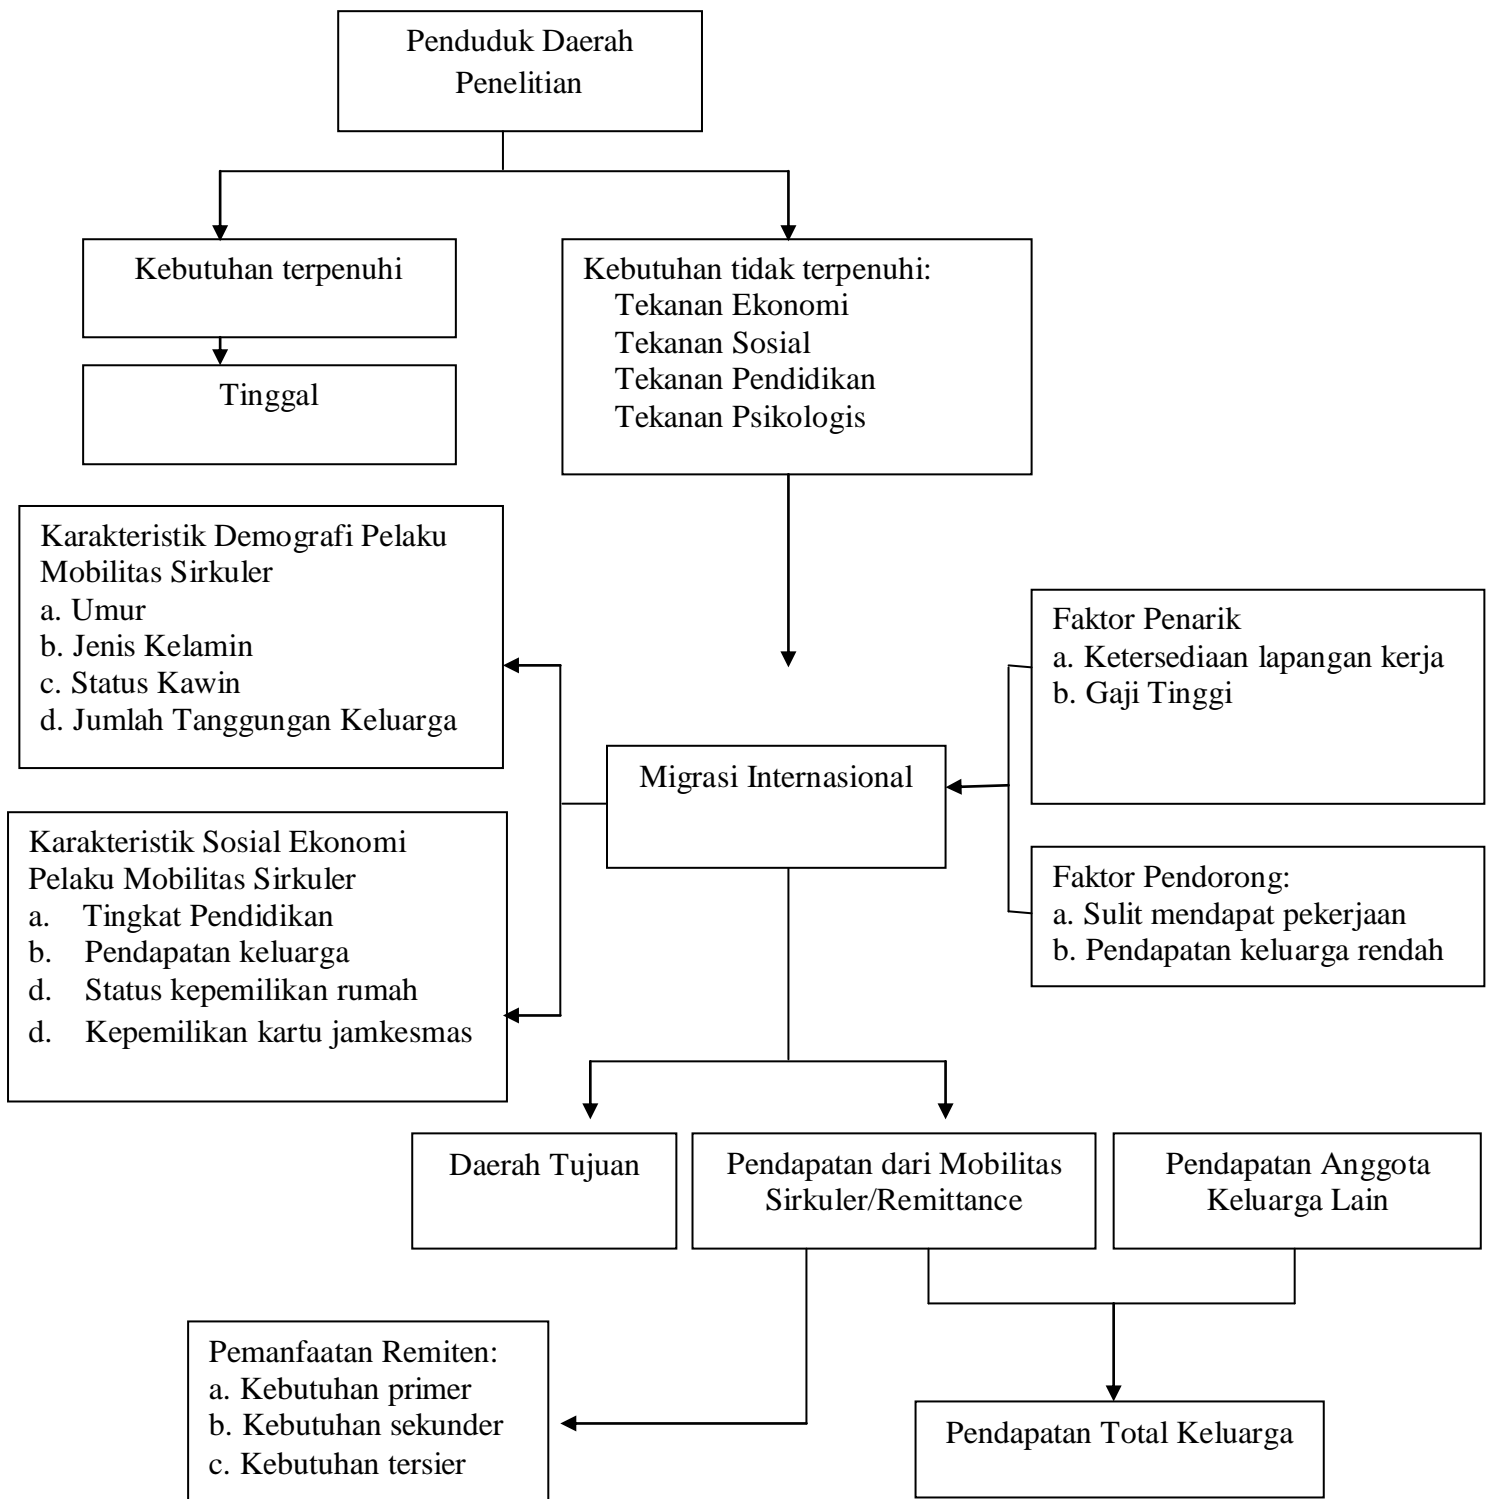 Penduduk Daerah
Penelitian
Kebutuhan terpenuhi
Kebutuhan tidak terpenuhi:
Tekanan Ekonomi
Tekanan Sosial
Tekanan Pendidikan
Tekanan Psikologis
Tinggal
Karakteristik Demografi Pelaku
Mobilitas Sirkuler
a. Umur
b. Jenis Kelamin
c. Status Kawin
d. Jumlah Tanggungan Keluarga
Faktor Penarik
a. Ketersediaan lapangan kerja
b. Gaji Tinggi
Migrasi Internasional
Karakteristik Sosial Ekonomi
Pelaku Mobilitas Sirkuler
a. Tingkat Pendidikan
b. Pendapatan keluarga
d. Status kepemilikan rumah
d. Kepemilikan kartu jamkesmas
Faktor Pendorong:
a. Sulit mendapat pekerjaan
b. Pendapatan keluarga rendah
Daerah Tujuan
Pendapatan dari Mobilitas
Sirkuler/Remittance
Pendapatan Anggota
Keluarga Lain
Pemanfaatan Remiten:
a. Kebutuhan primer
b. Kebutuhan sekunder
c. Kebutuhan tersier
Pendapatan Total Keluarga